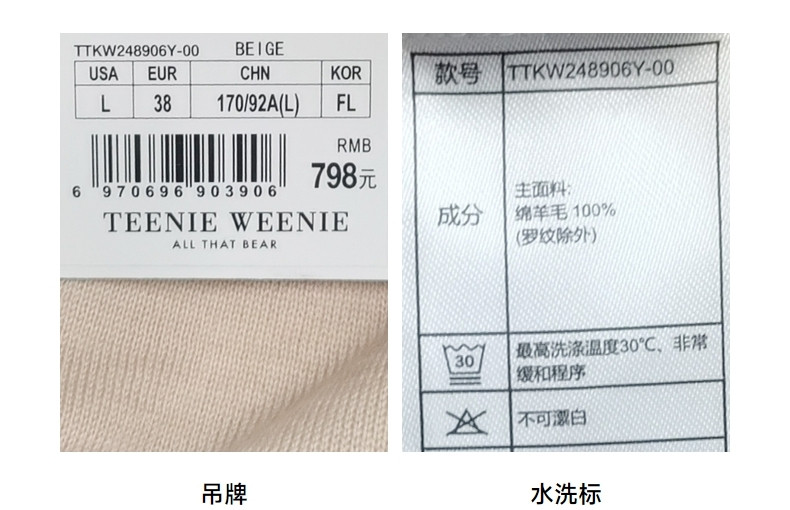 TTKW248906Y-00 BEIGE
USA EUR CHN KOR
L 38 170/92A(L) FL
RMB
798元
6 970696 903906
TEENIE WEENIE
ALL THAT BEAR
吊牌
款号 TTKW248906Y-00
成分
主面料:
绵羊毛 100%
(罗纹除外)
30
最高洗涤温度30℃、非常
缓和程序
不可漂白
水洗标